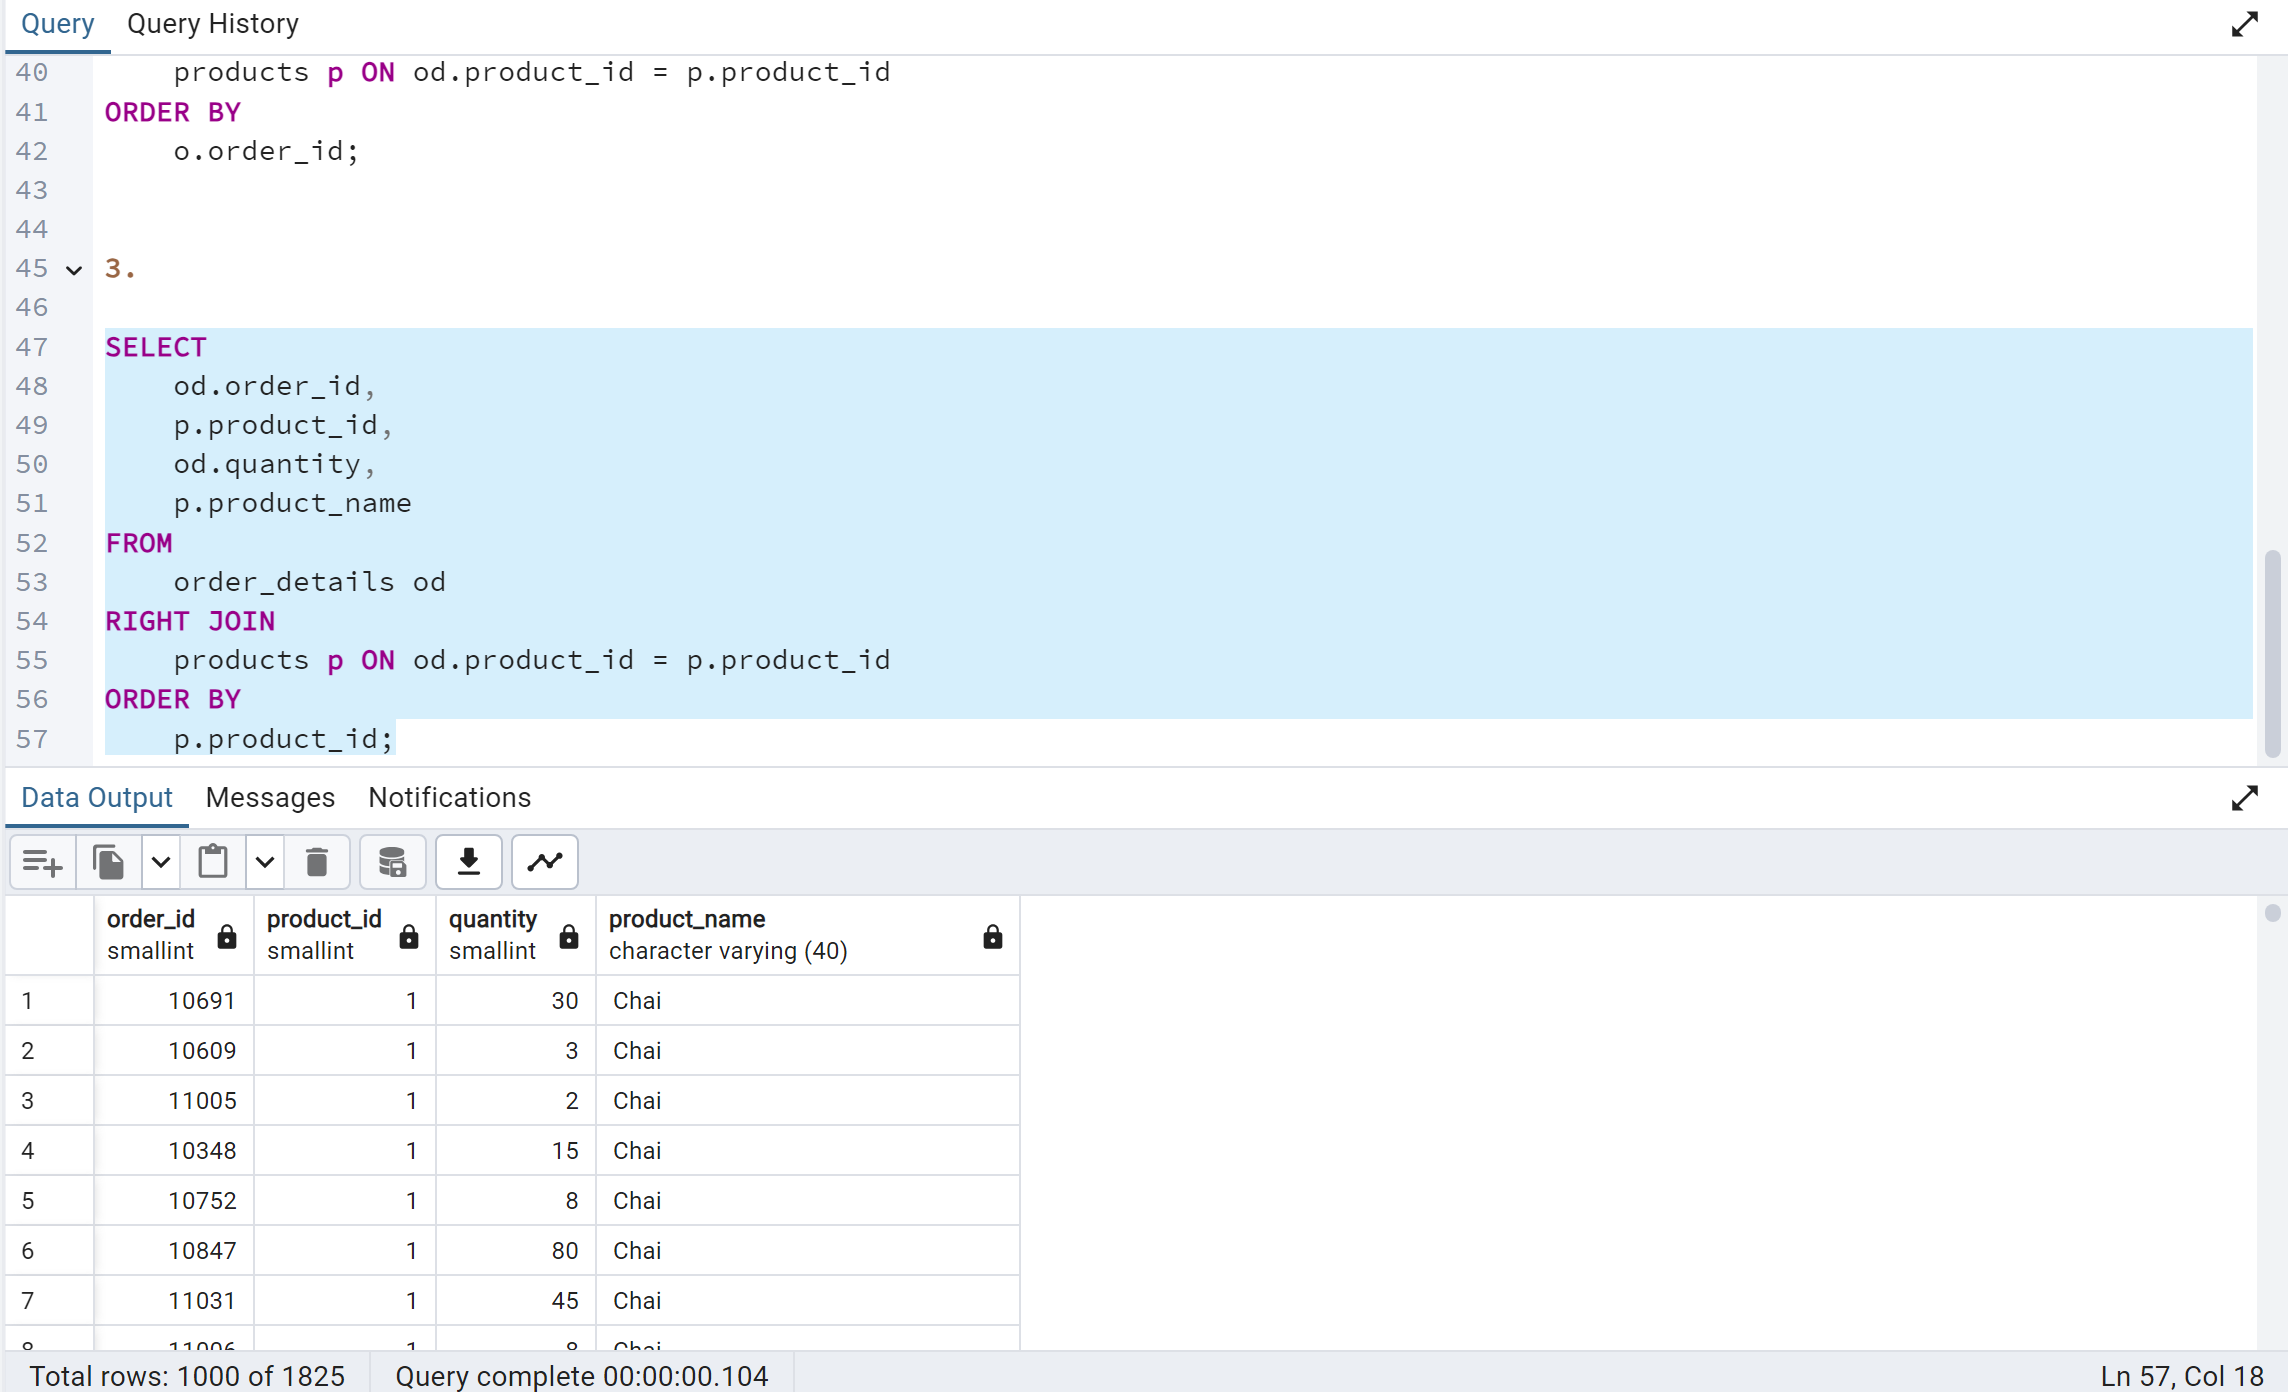 Query Query History
40 products p ON od.product_id = p.product_id
41 ORDER BY
42 o.order_id;
43
44
45 3.
46
47 SELECT
48 od.order_id,
49 p.product_id,
50 od.quantity,
51 p.product_name
52 FROM
53 order_details od
54 RIGHT JOIN
55 products p ON od.product_id = p.product_id
56 ORDER BY
57 p.product_id;
Data Output Messages Notifications
order_id product_id quantity product_name
smallint smallint smallint character varying (40)
1 10691 1 30 Chai
2 10609 1 3 Chai
3 11005 1 2 Chai
4 10348 1 15 Chai
5 10752 1 8 Chai
6 10847 1 80 Chai
7 11031 1 45 Chai
8 11006 1 8 Chai
Total rows: 1000 of 1825 Query complete 00:00:00.104 Ln 57, Col 18